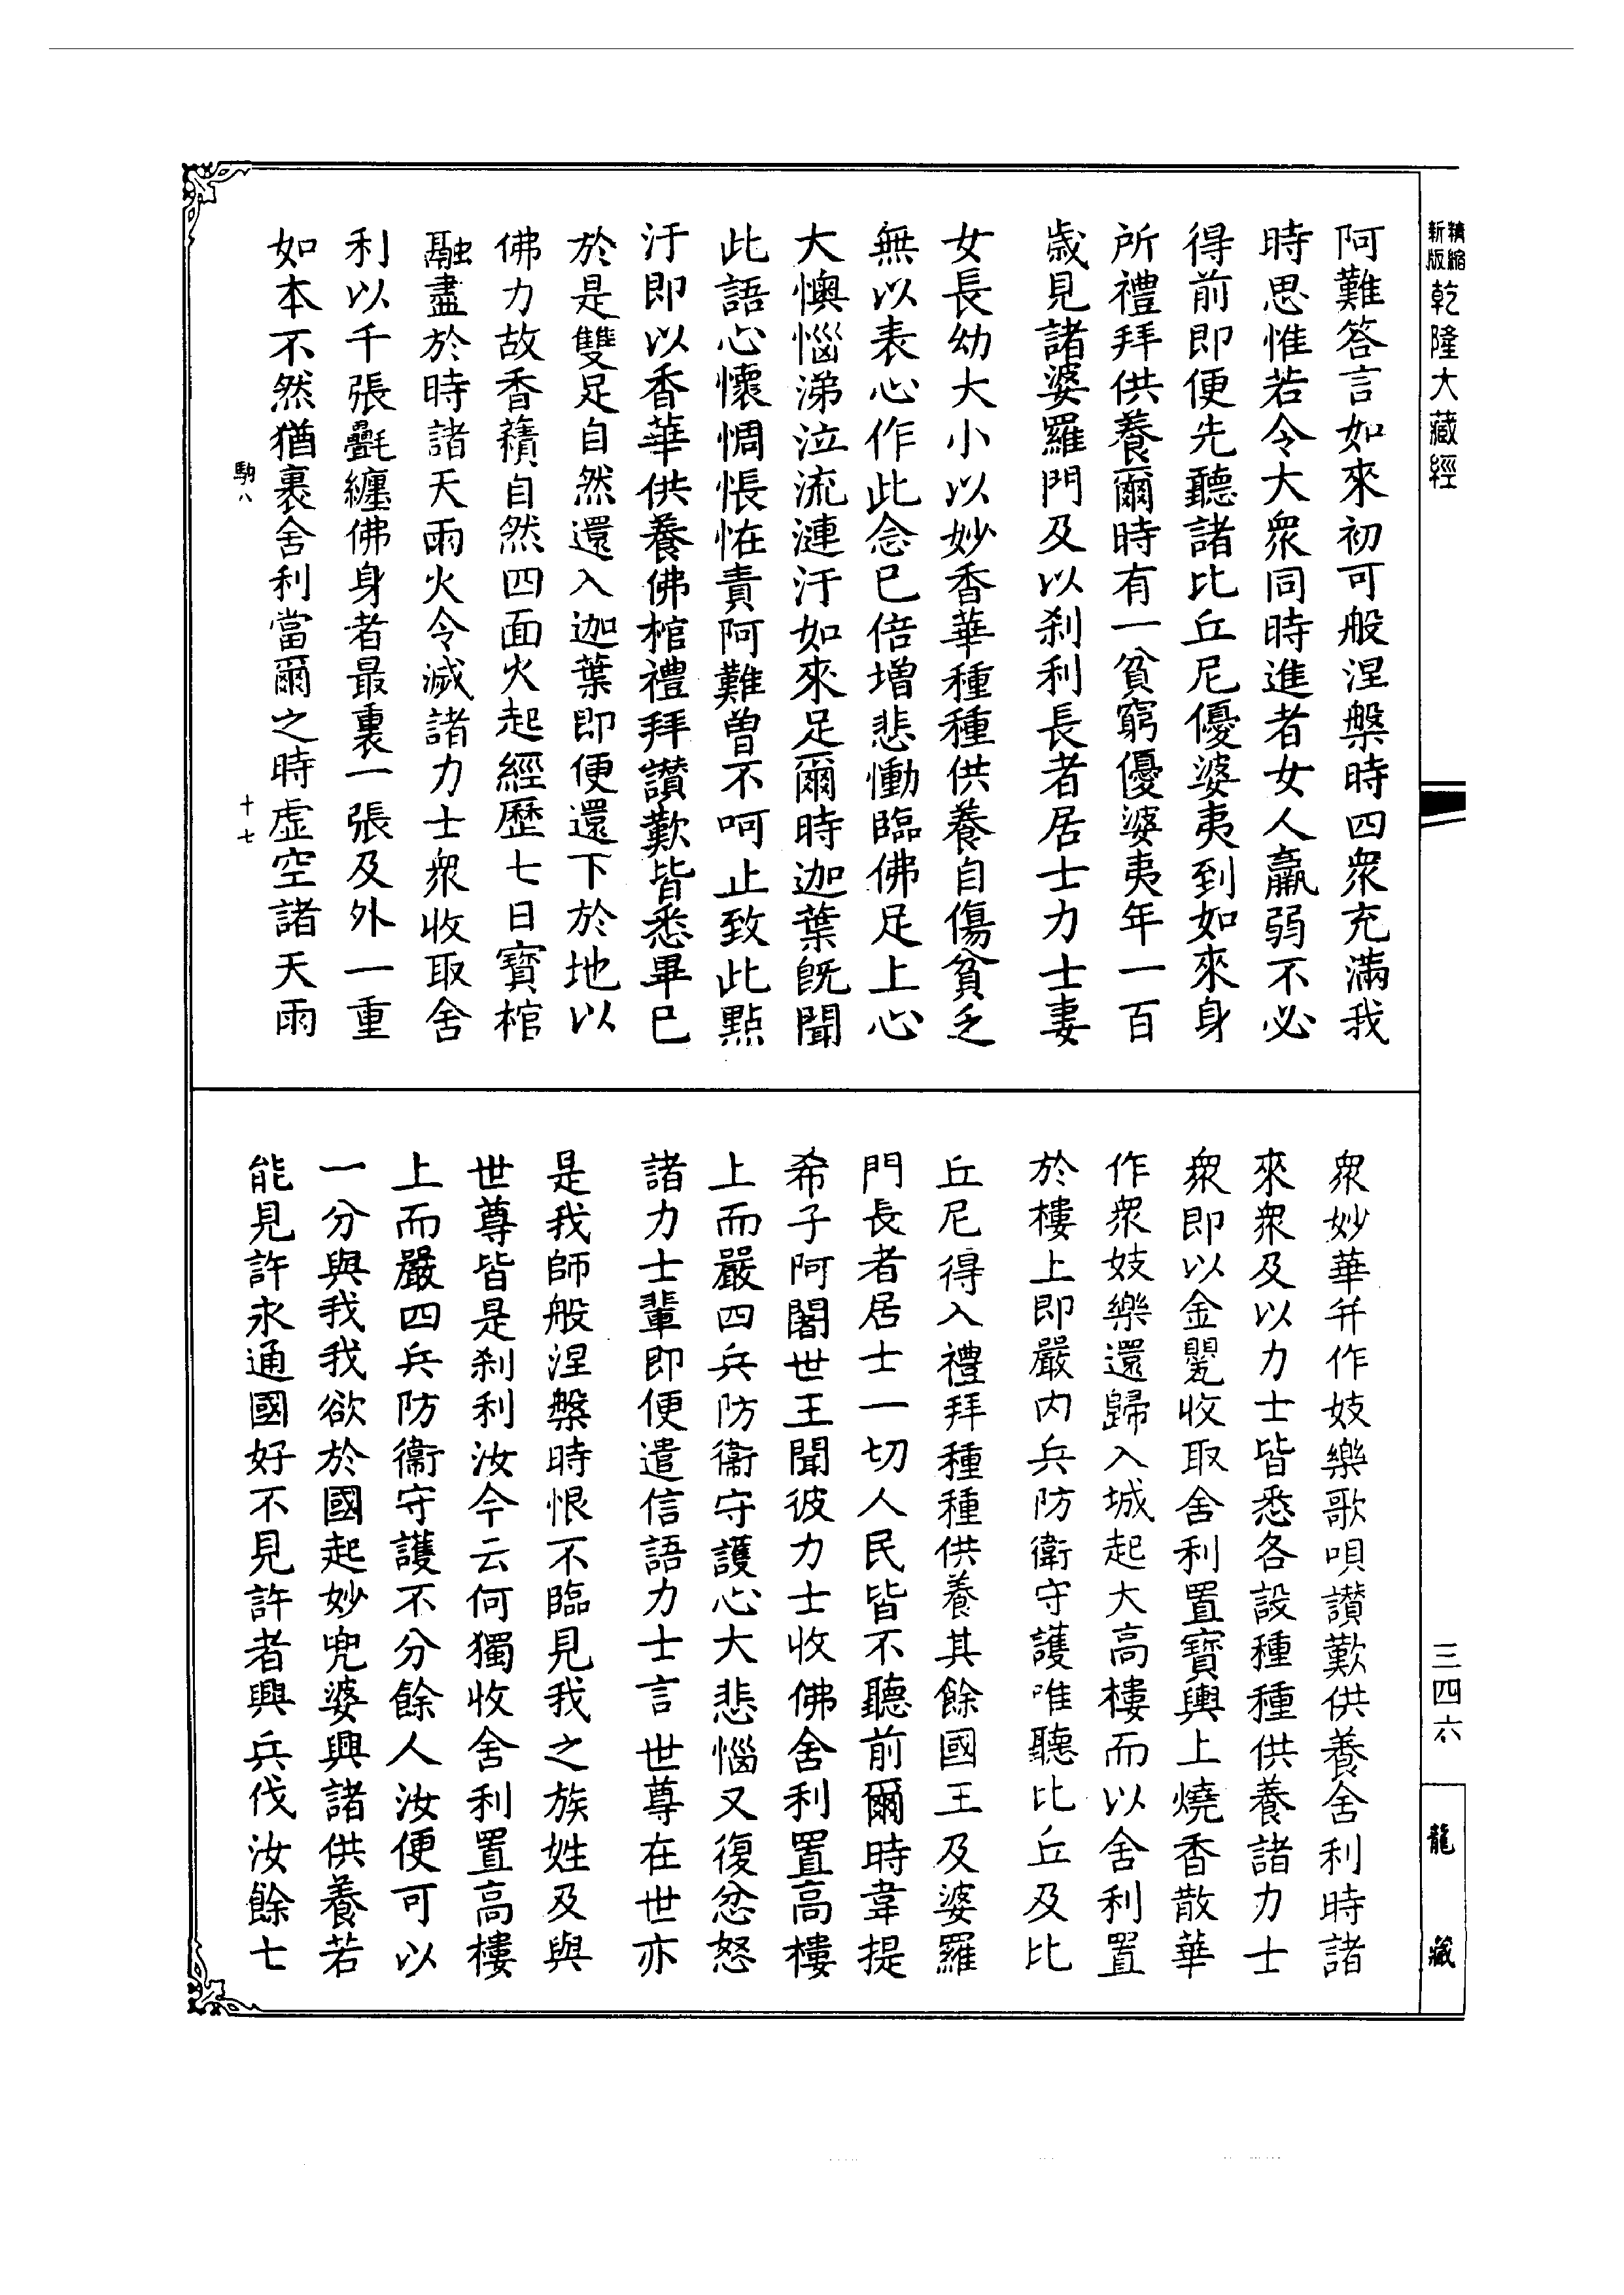 精縮新版乾隆大藏經
阿難答言如來初可般涅槃時四眾充滿我
時思惟若令大眾同時進者女人羸弱不必
得前即便先聽諸比丘尼優婆夷到如來身
所禮拜供養爾時有一貧窮優婆夷年一百
歲見諸婆羅門及以刹利長者居士力士妻
女長幼大小以妙香華種種供養自傷貧乏
無以表心作此念已倍增悲慟臨佛足上心
大懊惱涕泣流漣汙如來足爾時迦葉既聞
此語心懷惆悵恠責阿難曾不呵止致此點
汙即以香華供養佛棺禮拜讃歎皆悉畢已
於是雙足自然還入迦葉即便還下於地以
佛力故香𧂐自然四面火起經歷七日寶棺
融盡於時諸天雨火令滅諸力士眾收取舍
利以千張㲲纏佛身者最裏一張及外一重
如本不然猶裹舍利當爾之時虛空諸天雨
駒八
十七
眾妙華并作妓樂歌唄讃歎供養舍利時諸
來眾及以力士皆悉各設種種供養諸力士
眾即以金甖收取舍利置寶輿上燒香散華
作眾妓樂還歸入城起大高樓而以舍利置
於樓上即嚴内兵防衛守護唯聽比丘及比
丘尼得入禮拜種種供養其餘國王及婆羅
門長者居士一切人民皆不聽前爾時韋提
希子阿闍世王聞彼力士收佛舍利置高樓
上而嚴四兵防衛守護心大悲惱又復忿怒
諸力士輩即便遣信語力士言世尊在世亦
是我師般涅槃時恨不臨見我之族姓及與
世尊皆是刹利汝今云何獨收舍利置高樓
上而嚴四兵防衛守護不分餘人汝便可以
一分與我我欲於國起妙兜婆興諸供養若
能見許永通國好不見許者興兵伐汝餘七
三四六
龍藏